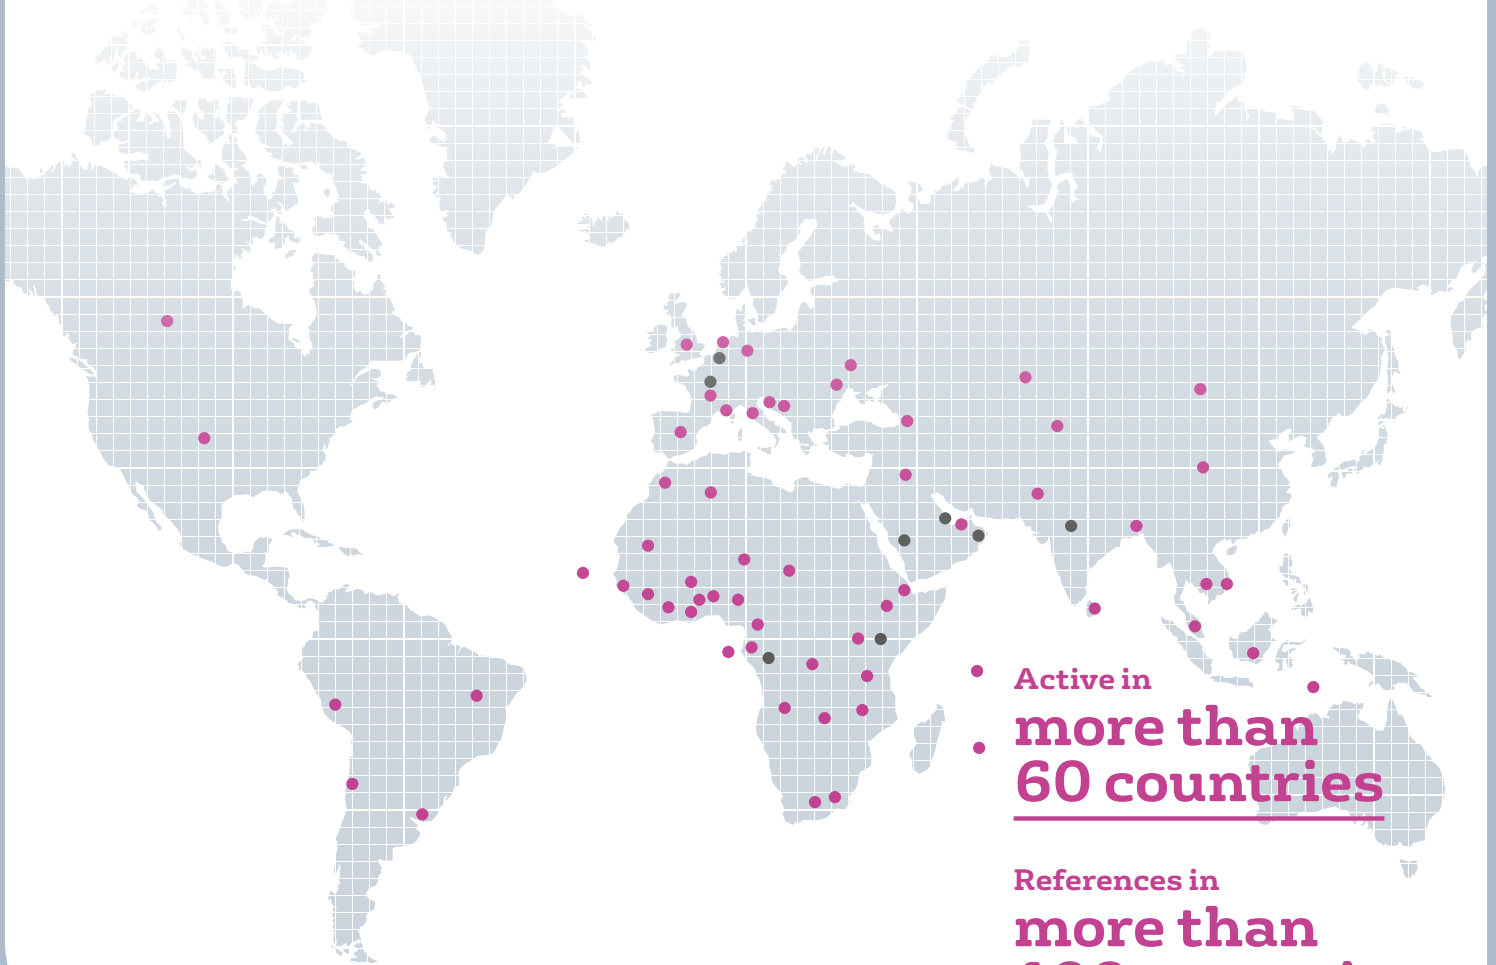 Active in
more than
60 countries
References in
more than